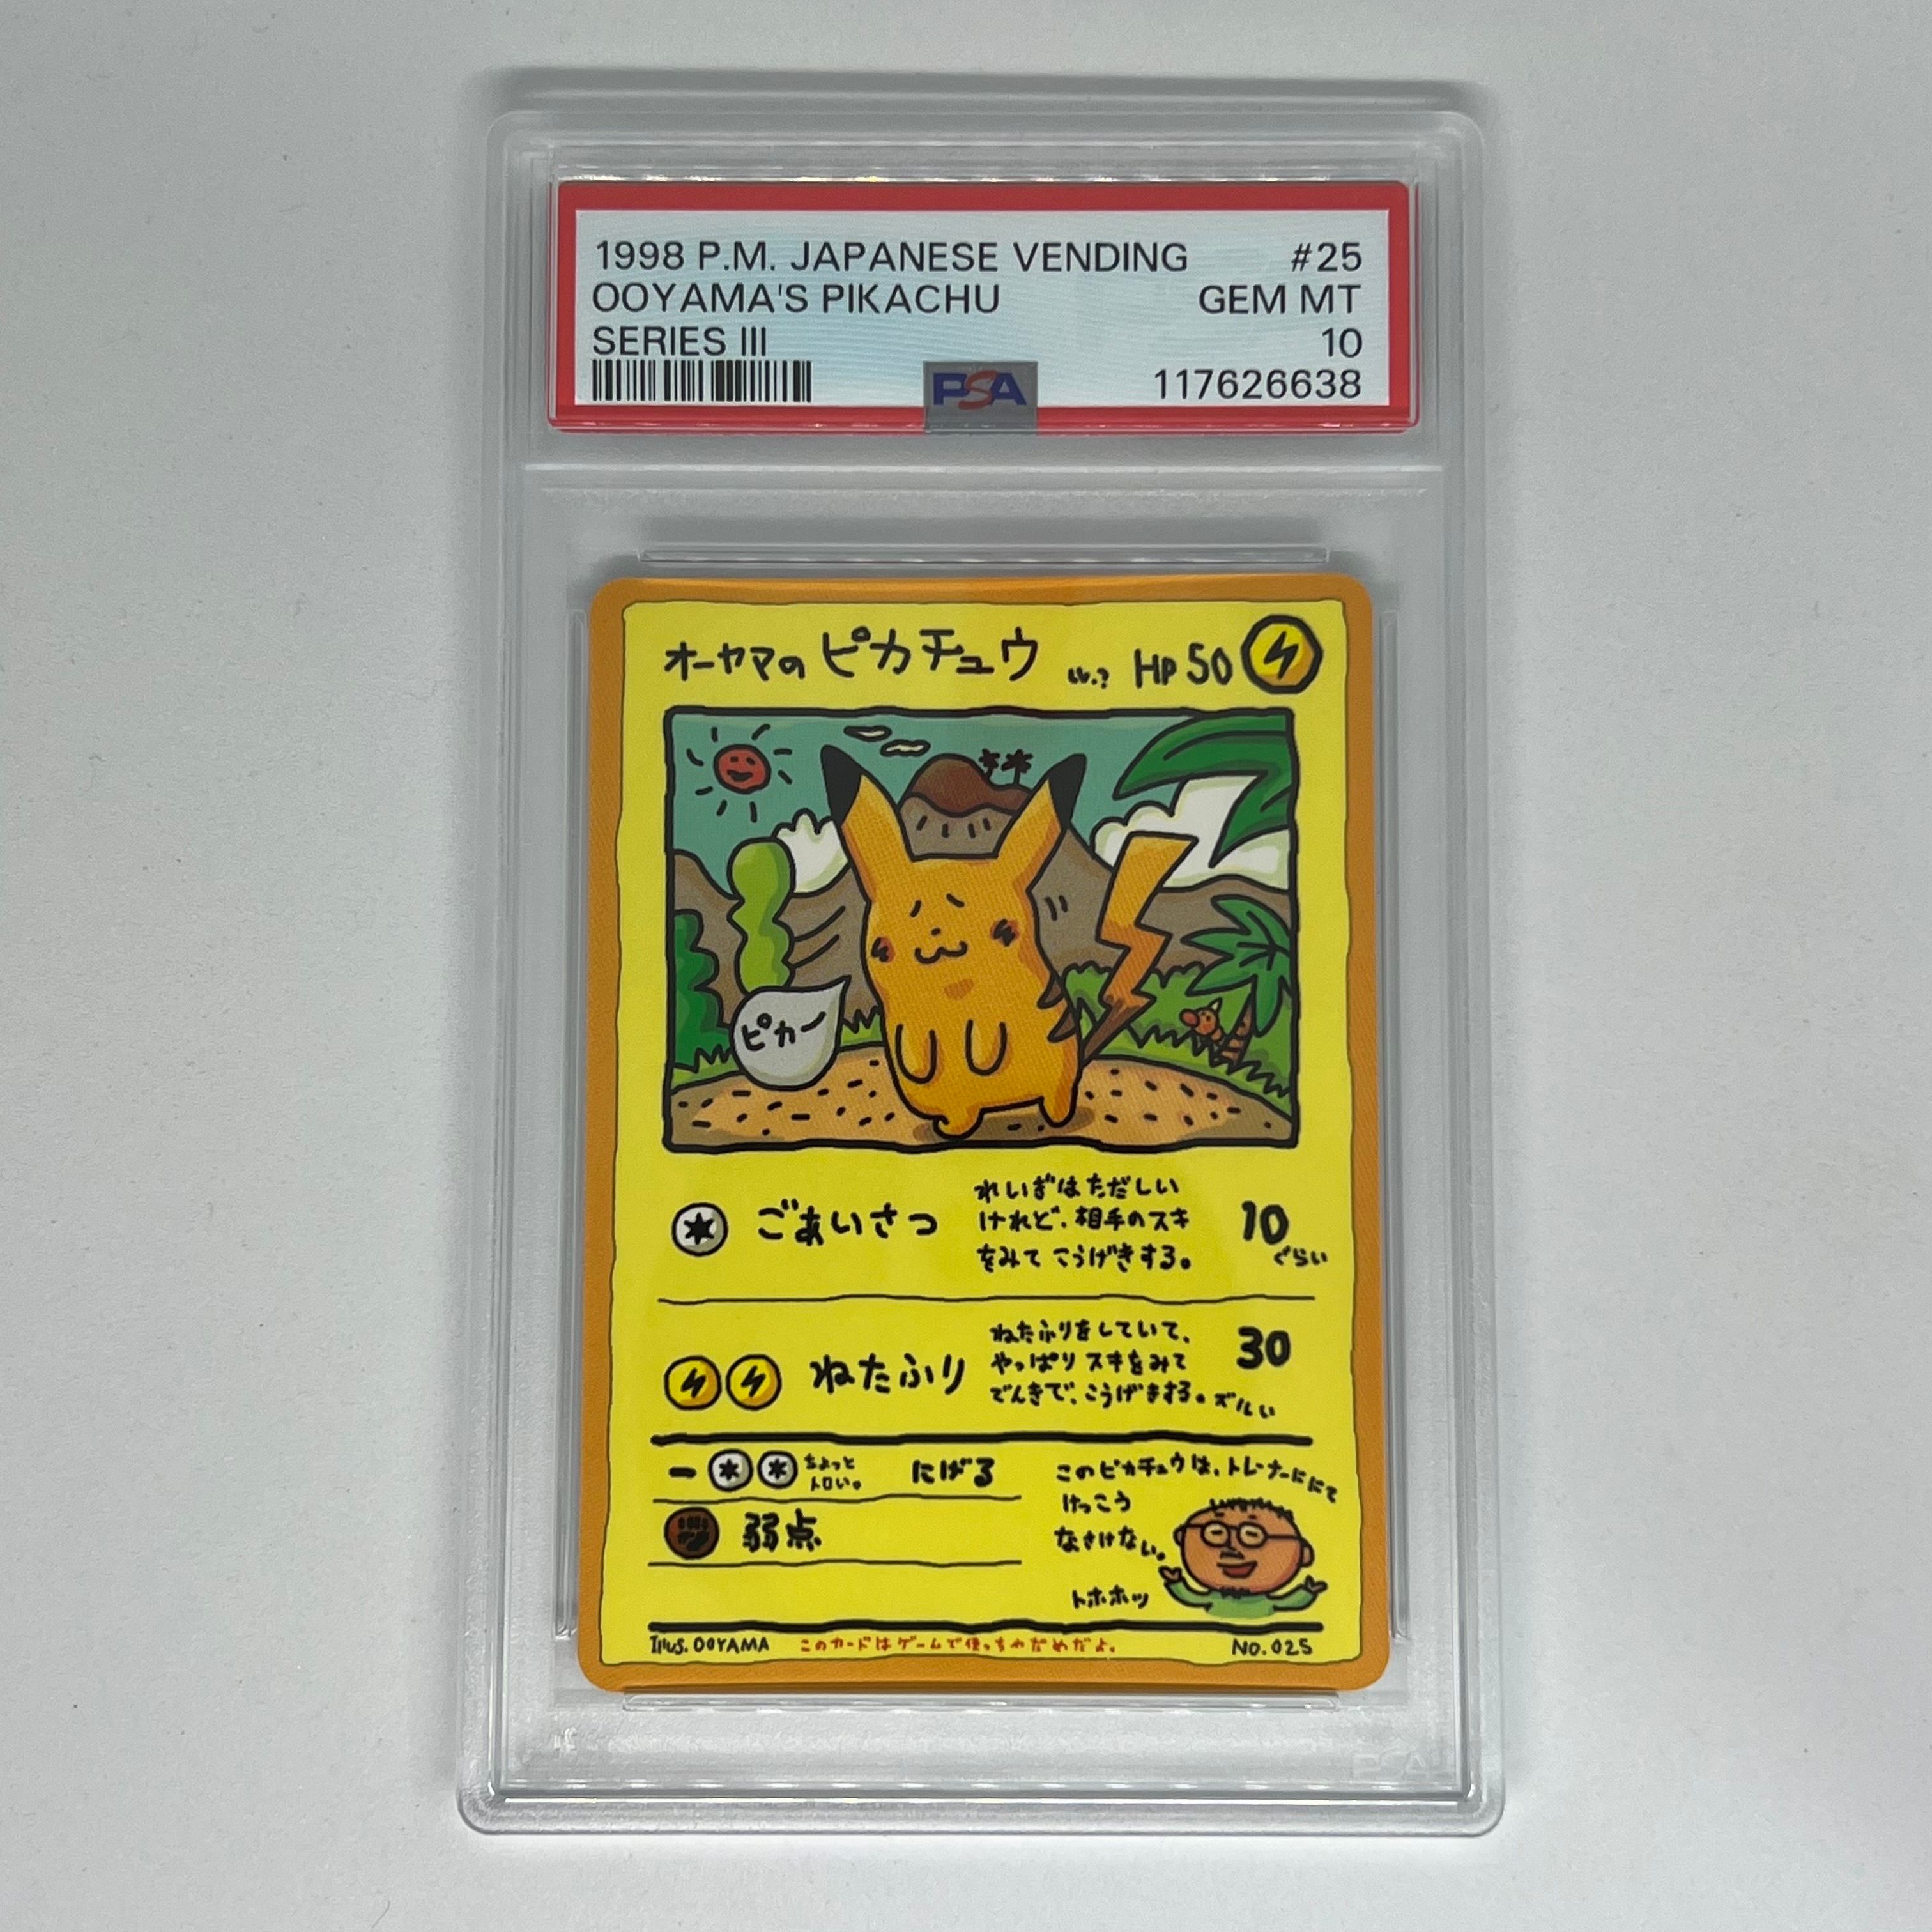 1998 P.M. JAPANESE VENDING #25
OOYAMA'S PIKACHU GEM MT
SERIES III 10
PSA 117626638
オーヤマのピカチュウ LV.? HP50
ピカー
ごあいさつ
れいぎはただしい
けれど、相手のスキ
をみて こうげきする。
10
ぐらい
ねたふり
ねたふりをしていて、
やっぱり スキをみて
でんきで、こうげきする。ズルい
30
ー ちょっと
トロい。
にげる
弱点
このピカチュウは、トレーナーににて
けっこう
なさけない。
トホホッ
Illus. OOYAMA このカードはゲームで使っちゃだめだよ。 No.025
PSA